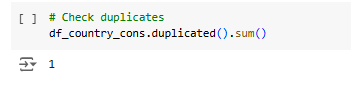 [ ] # Check duplicates
df_country_cons.duplicated().sum()
1